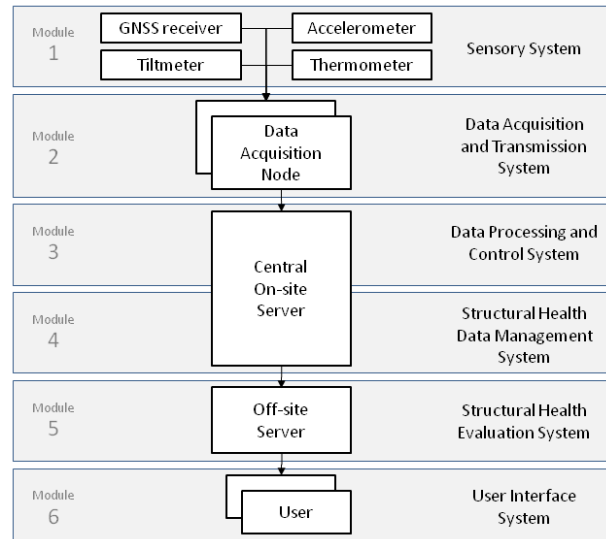 Module
1
GNSS receiver
Accelerometer
Tiltmeter
Thermometer
Sensory System
Module
2
Data
Acquisition
Node
Data Acquisition
and Transmission
System
Module
3
Central
On-site
Server
Data Processing and
Control System
Module
4
Structural Health
Data Management
System
Module
5
Off-site
Server
Structural Health
Evaluation System
Module
6
User
User Interface
System